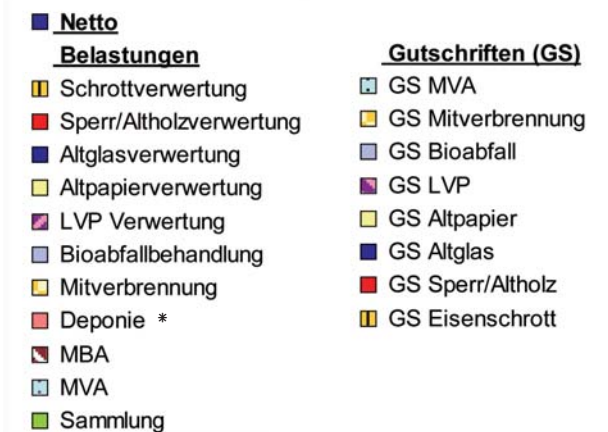 Netto
Belastungen
Schrottverwertung
Sperr/Altholzverwertung
Altglasverwertung
Altpapierverwertung
LVP Verwertung
Bioabfallbehandlung
Mitverbrennung
Deponie *
MBA
MVA
Sammlung
Gutschriften (GS)
GS MVA
GS Mitverbrennung
GS Bioabfall
GS LVP
GS Altpapier
GS Altglas
GS Sperr/Altholz
GS Eisenschrott